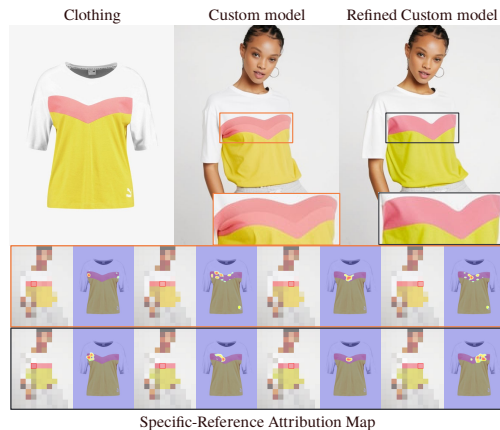 Clothing
Custom model
Refined Custom model
Specific-Reference Attribution Map